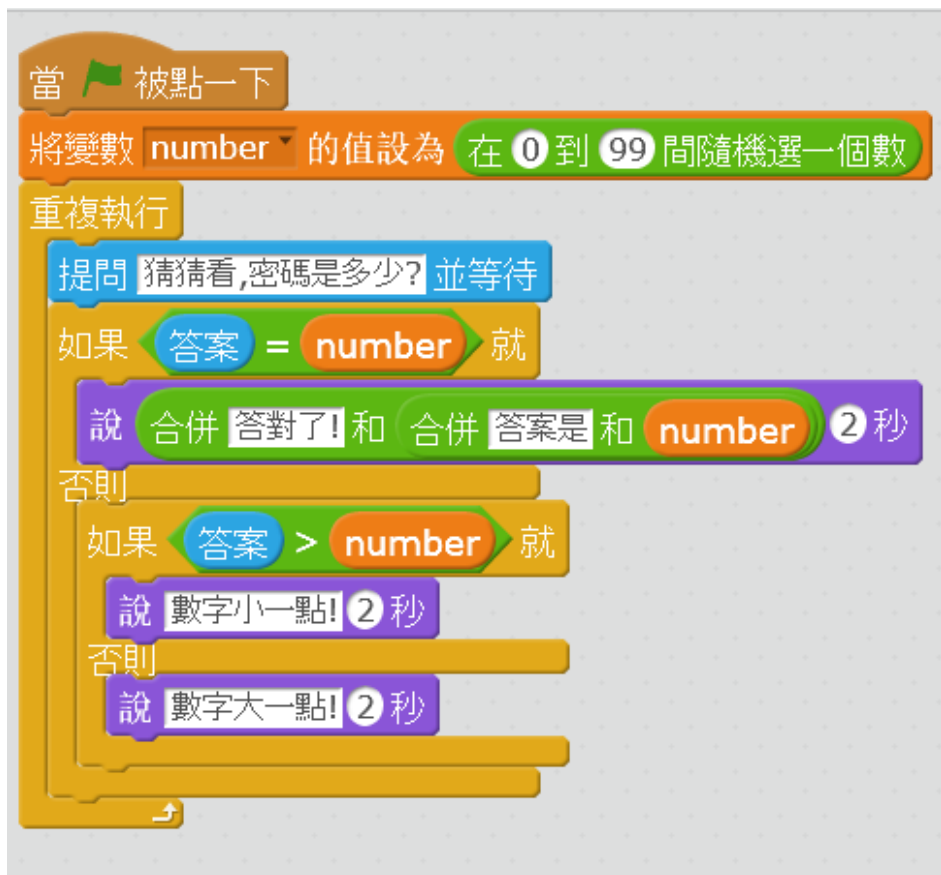 當 被點一下
將變數 number 的值設為 在 0 到 99 間隨機選一個數
重複執行
提問 猜猜看,密碼是多少? 並等待
如果 答案 = number 就
說 合併 答對了! 和 合併 答案是 和 number 2 秒
否則
如果 答案 > number 就
說 數字小一點! 2 秒
否則
說 數字大一點! 2 秒